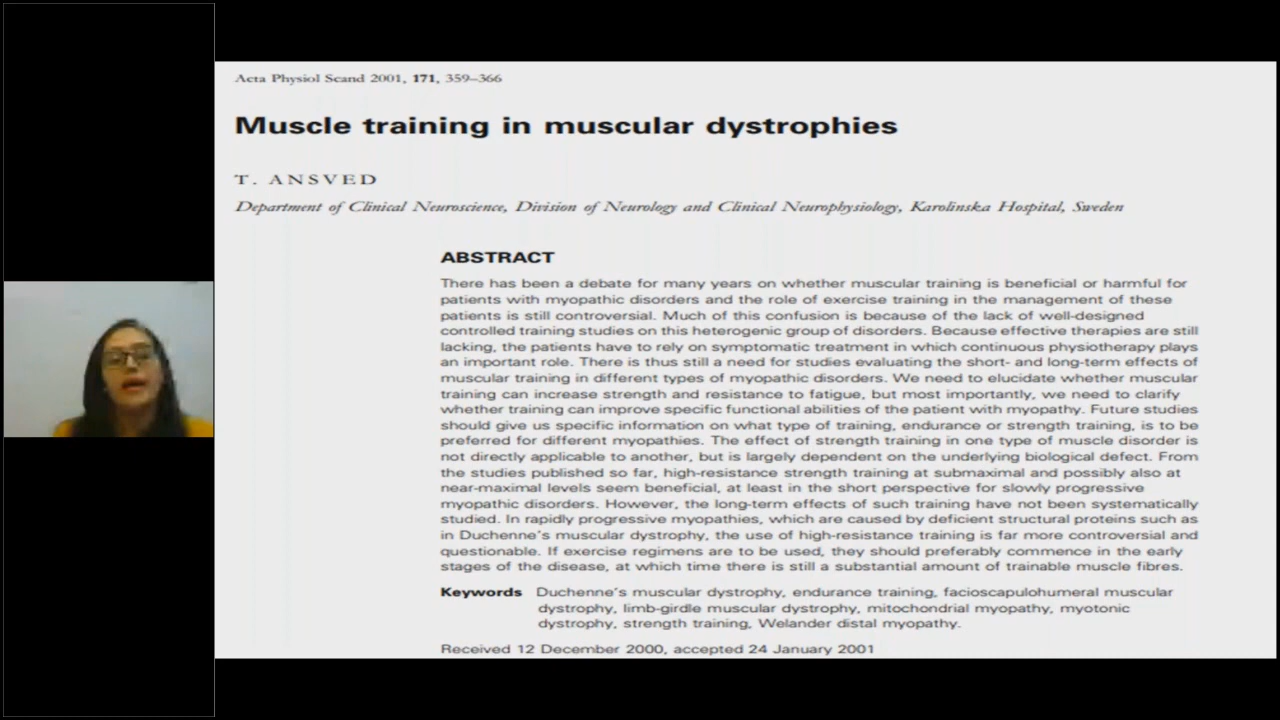 Acta Physiol Scand 2001, 171, 359–366
Muscle training in muscular dystrophies
T. ANSVED
Department of Clinical Neuroscience, Division of Neurology and Clinical Neurophysiology, Karolinska Hospital, Sweden
ABSTRACT
There has been a debate for many years on whether muscular training is beneficial or harmful for
patients with myopathic disorders and the role of exercise training in the management of these
patients is still controversial. Much of this confusion is because of the lack of well-designed
controlled training studies on this heterogenic group of disorders. Because effective therapies are still
lacking, the patients have to rely on symptomatic treatment in which continuous physiotherapy plays
an important role. There is thus still a need for studies evaluating the short- and long-term effects of
muscular training in different types of myopathic disorders. We need to elucidate whether muscular
training can increase strength and resistance to fatigue, but most importantly, we need to clarify
whether training can improve specific functional abilities of the patient with myopathy. Future studies
should give us specific information on what type of training, endurance or strength training, is to be
preferred for different myopathies. The effect of strength training in one type of muscle disorder is
not directly applicable to another, but is largely dependent on the underlying biological defect. From
the studies published so far, high-resistance strength training at submaximal and possibly also at
near-maximal levels seem beneficial, at least in the short perspective for slowly progressive
myopathic disorders. However, the long-term effects of such training have not been systematically
studied. In rapidly progressive myopathies, which are caused by deficient structural proteins such as
in Duchenne's muscular dystrophy, the use of high-resistance training is far more controversial and
questionable. If exercise regimens are to be used, they should preferably commence in the early
stages of the disease, at which time there is still a substantial amount of trainable muscle fibres.
Keywords Duchenne's muscular dystrophy, endurance training, facioscapulohumeral muscular
dystrophy, limb-girdle muscular dystrophy, mitochondrial myopathy, myotonic
dystrophy, strength training, Welander distal myopathy.
Received 12 December 2000, accepted 24 January 2001